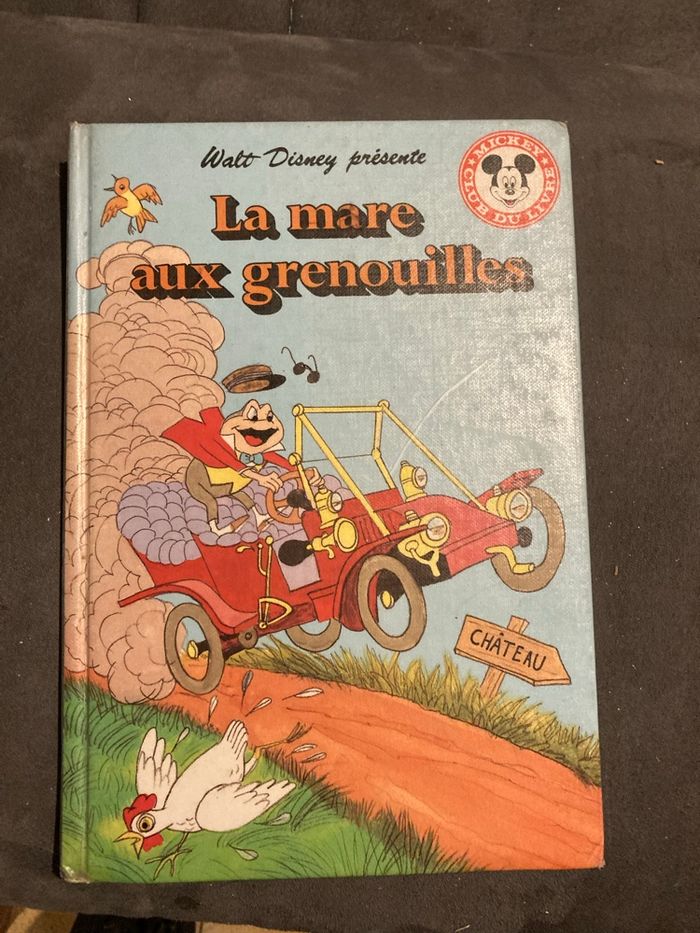 Walt Disney présente
MICKEY
CLUB DU LIVRE
La mare
aux grenouilles
CHÂTEAU